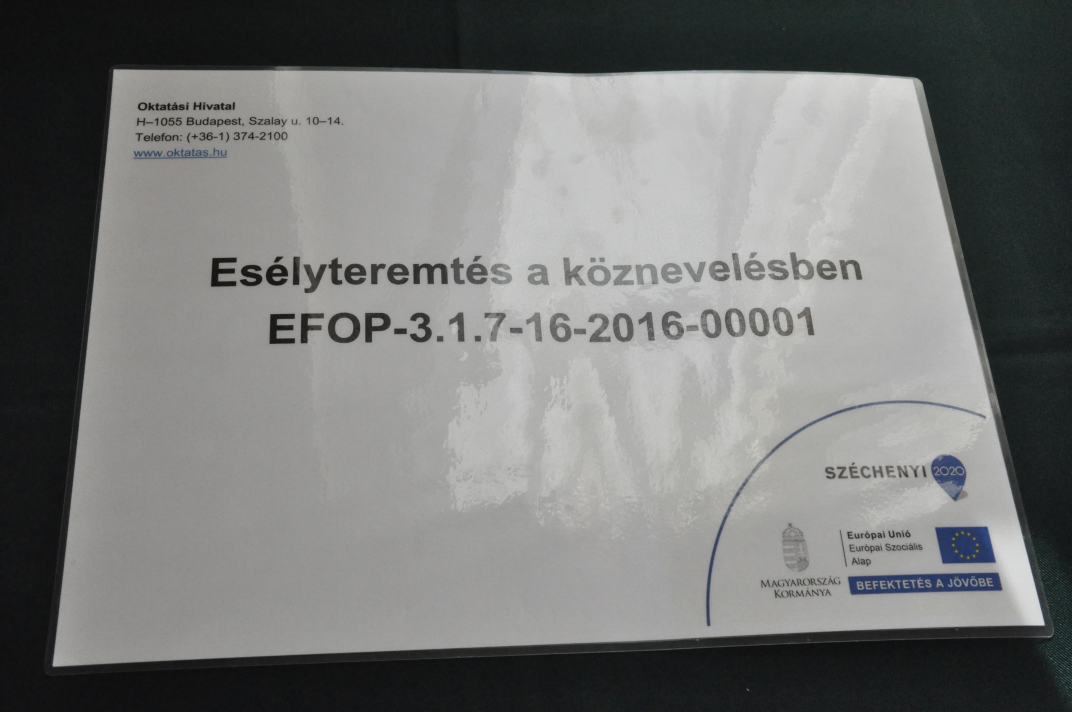 Oktatási Hivatal
H–1055 Budapest, Szalay u. 10–14.
Telefon: (+36-1) 374-2100
www.oktatas.hu
Esélyteremtés a köznevelésben
EFOP-3.1.7-16-2016-00001
SZÉCHENYI 2020
Magyarország
Kormánya
Európai Unió
Európai Szociális
Alap
BEFEKTETÉS A JÖVŐBE